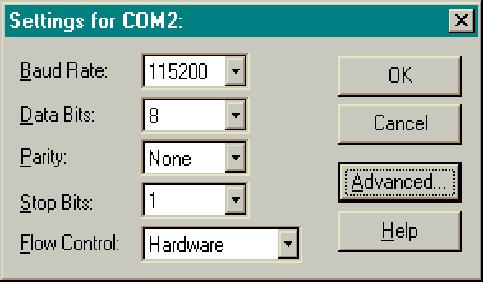 Settings for COM2:
Baud Rate: 115200 OK
Data Bits: 8 Cancel
Parity: None Advanced...
Stop Bits: 1 Help
Flow Control: Hardware